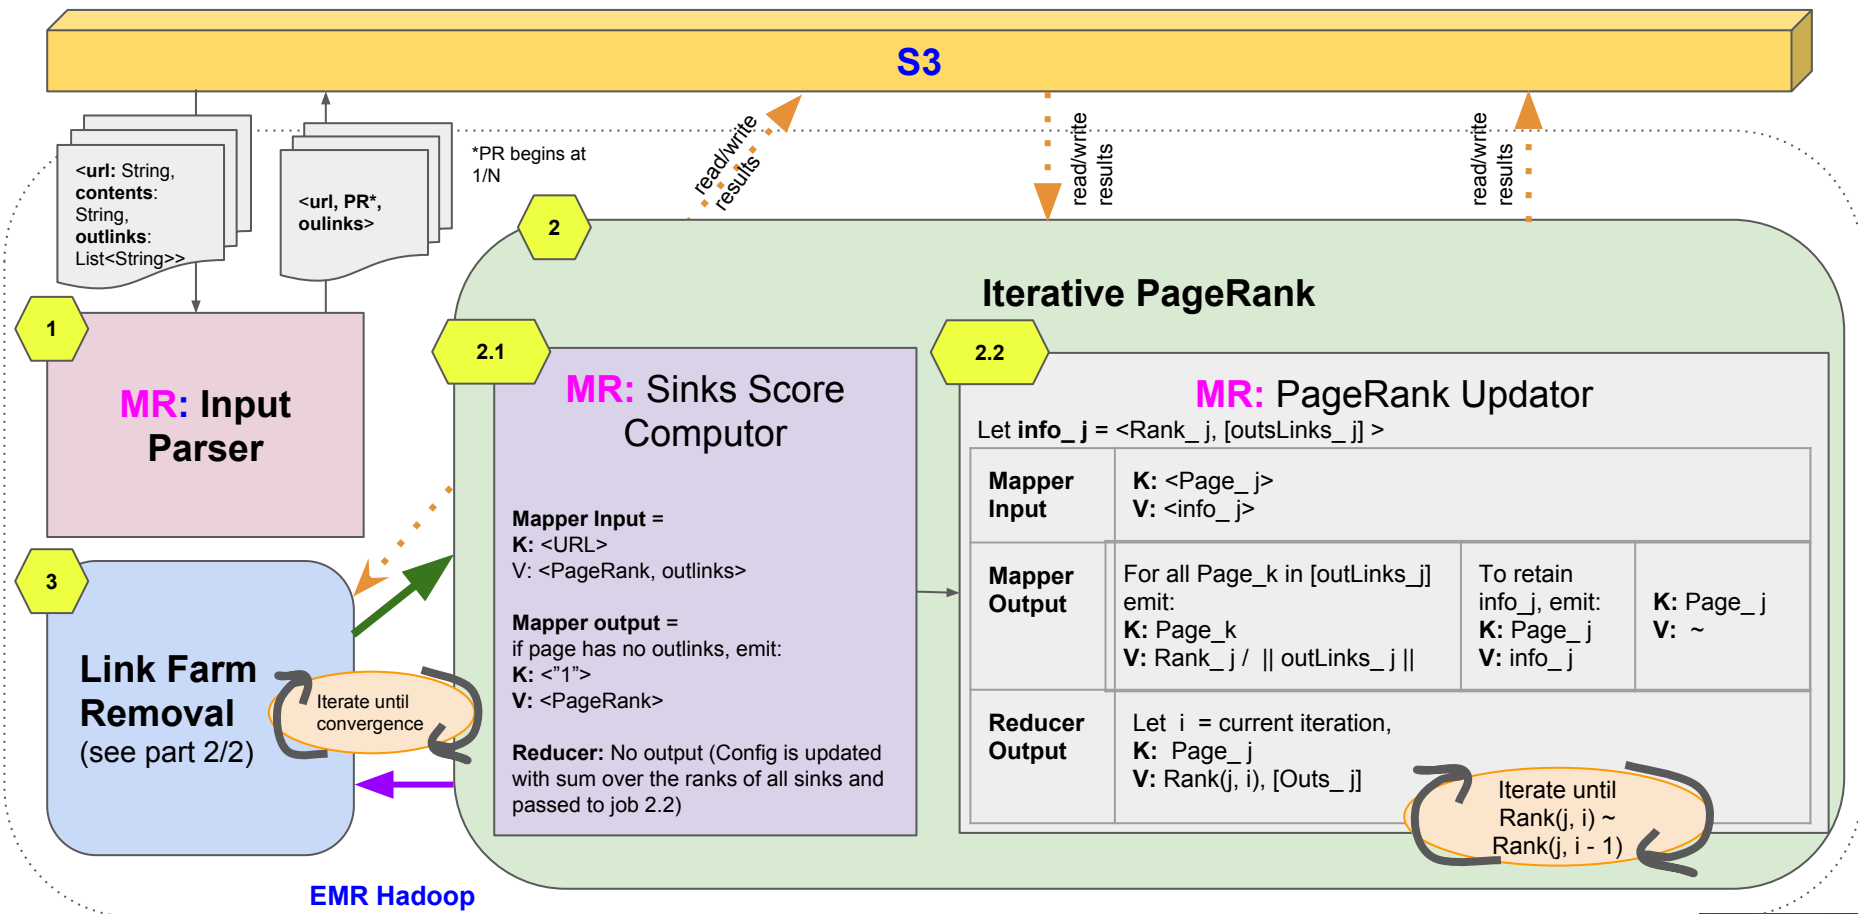 S3
<url: String,
contents:
String,
outlinks:
List<String>>
<url, PR*,
oulinks>
*PR begins at
1/N
read/write
results
read/write
results
read/write
results
2
Iterative PageRank
1
MR: Input
Parser
2.1
MR: Sinks Score
Computor
Mapper Input =
K: <URL>
V: <PageRank, outlinks>
Mapper output =
if page has no outlinks, emit:
K: <”1”>
V: <PageRank>
Reducer: No output (Config is updated
with sum over the ranks of all sinks and
passed to job 2.2)
2.2
MR: PageRank Updator
Let info_ j = <Rank_ j, [outsLinks_ j] >
Mapper
Input
K: <Page_ j>
V: <info_ j>
Mapper
Output
For all Page_k in [outLinks_j]
emit:
K: Page_k
V: Rank_ j / || outLinks_ j ||
To retain
info_j, emit:
K: Page_ j
V: info_ j
K: Page_ j
V: ~
Reducer
Output
Let i = current iteration,
K: Page_ j
V: Rank(j, i), [Outs_ j]
Iterate until
Rank(j, i) ~
Rank(j, i - 1)
3
Link Farm
Removal
(see part 2/2)
Iterate until
convergence
EMR Hadoop